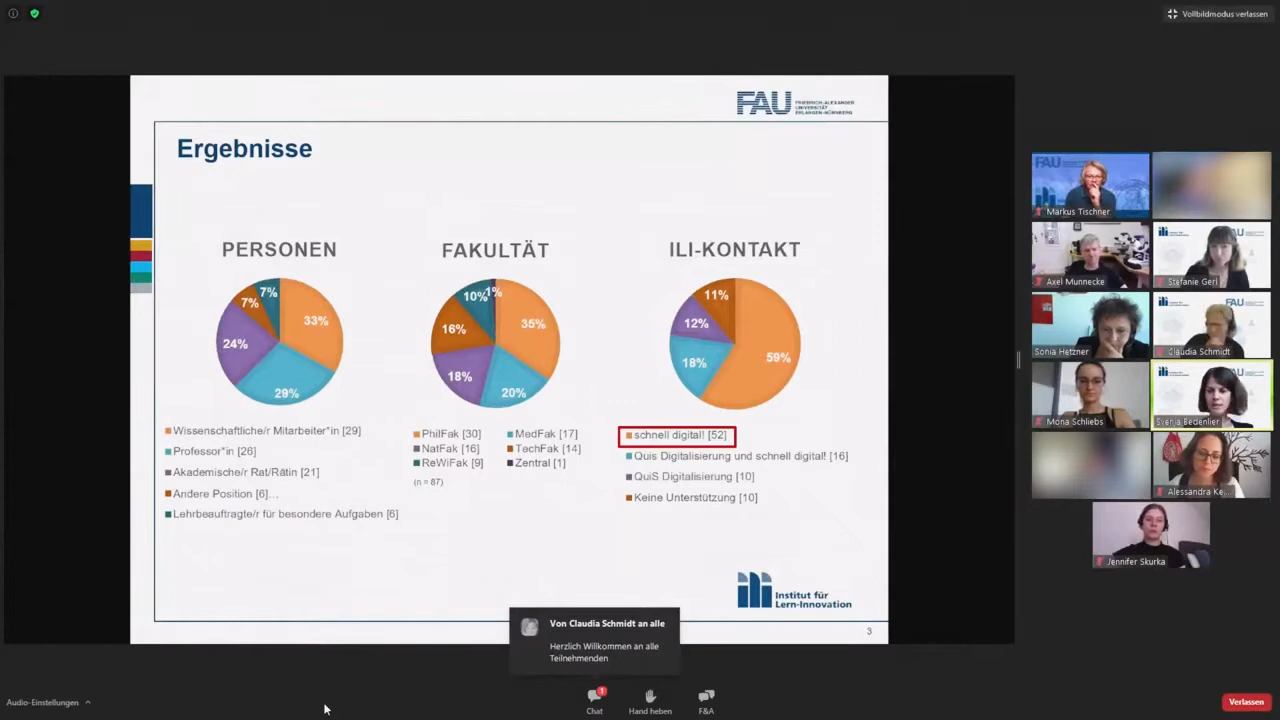 Vollbildmodus verlassen
FAU
FRIEDRICH-ALEXANDER
UNIVERSITÄT
ERLANGEN-NÜRNBERG
Ergebnisse
PERSONEN
33%
29%
24%
7%
7%
Wissenschaftliche/r Mitarbeiter*in [29]
Professor*in [26]
Akademische/r Rat/Rätin [21]
Andere Position [6]…
Lehrbeauftragte/r für besondere Aufgaben [6]
FAKULTÄT
35%
20%
18%
16%
10%
1%
PhilFak [30]
MedFak [17]
NatFak [16]
TechFak [14]
ReWiFak [9]
Zentral [1]
(n = 87)
ILI-KONTAKT
59%
18%
12%
11%
schnell digital! [52]
Quis Digitalisierung und schnell digital! [16]
QuiS Digitalisierung [10]
Keine Unterstützung [10]
Institut für
Lern-Innovation
3
FAU
Markus Tischner
Axel Munnecke
Stefanie Gerl
Sonia Hetzner
FAU
Claudia Schmidt
Mona Schliebs
Svenja Bedenlier
Alessandra Ke...
Jennifer Skurka
Von Claudia Schmidt an alle
Herzlich Willkommen an alle
Teilnehmenden
Audio-Einstellungen
1
Chat
Hand heben
F&A
Verlassen